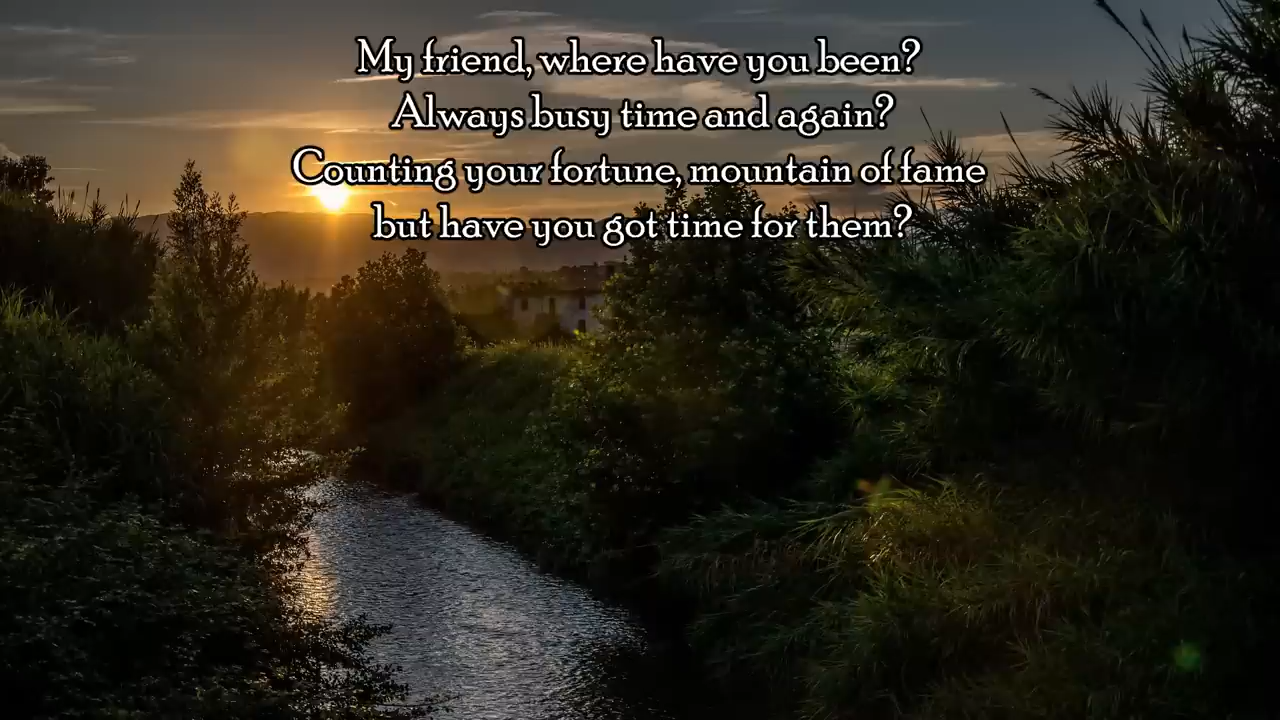 My friend, where have you been?
Always busy time and again?
Counting your fortune, mountain of fame
but have you got time for them?